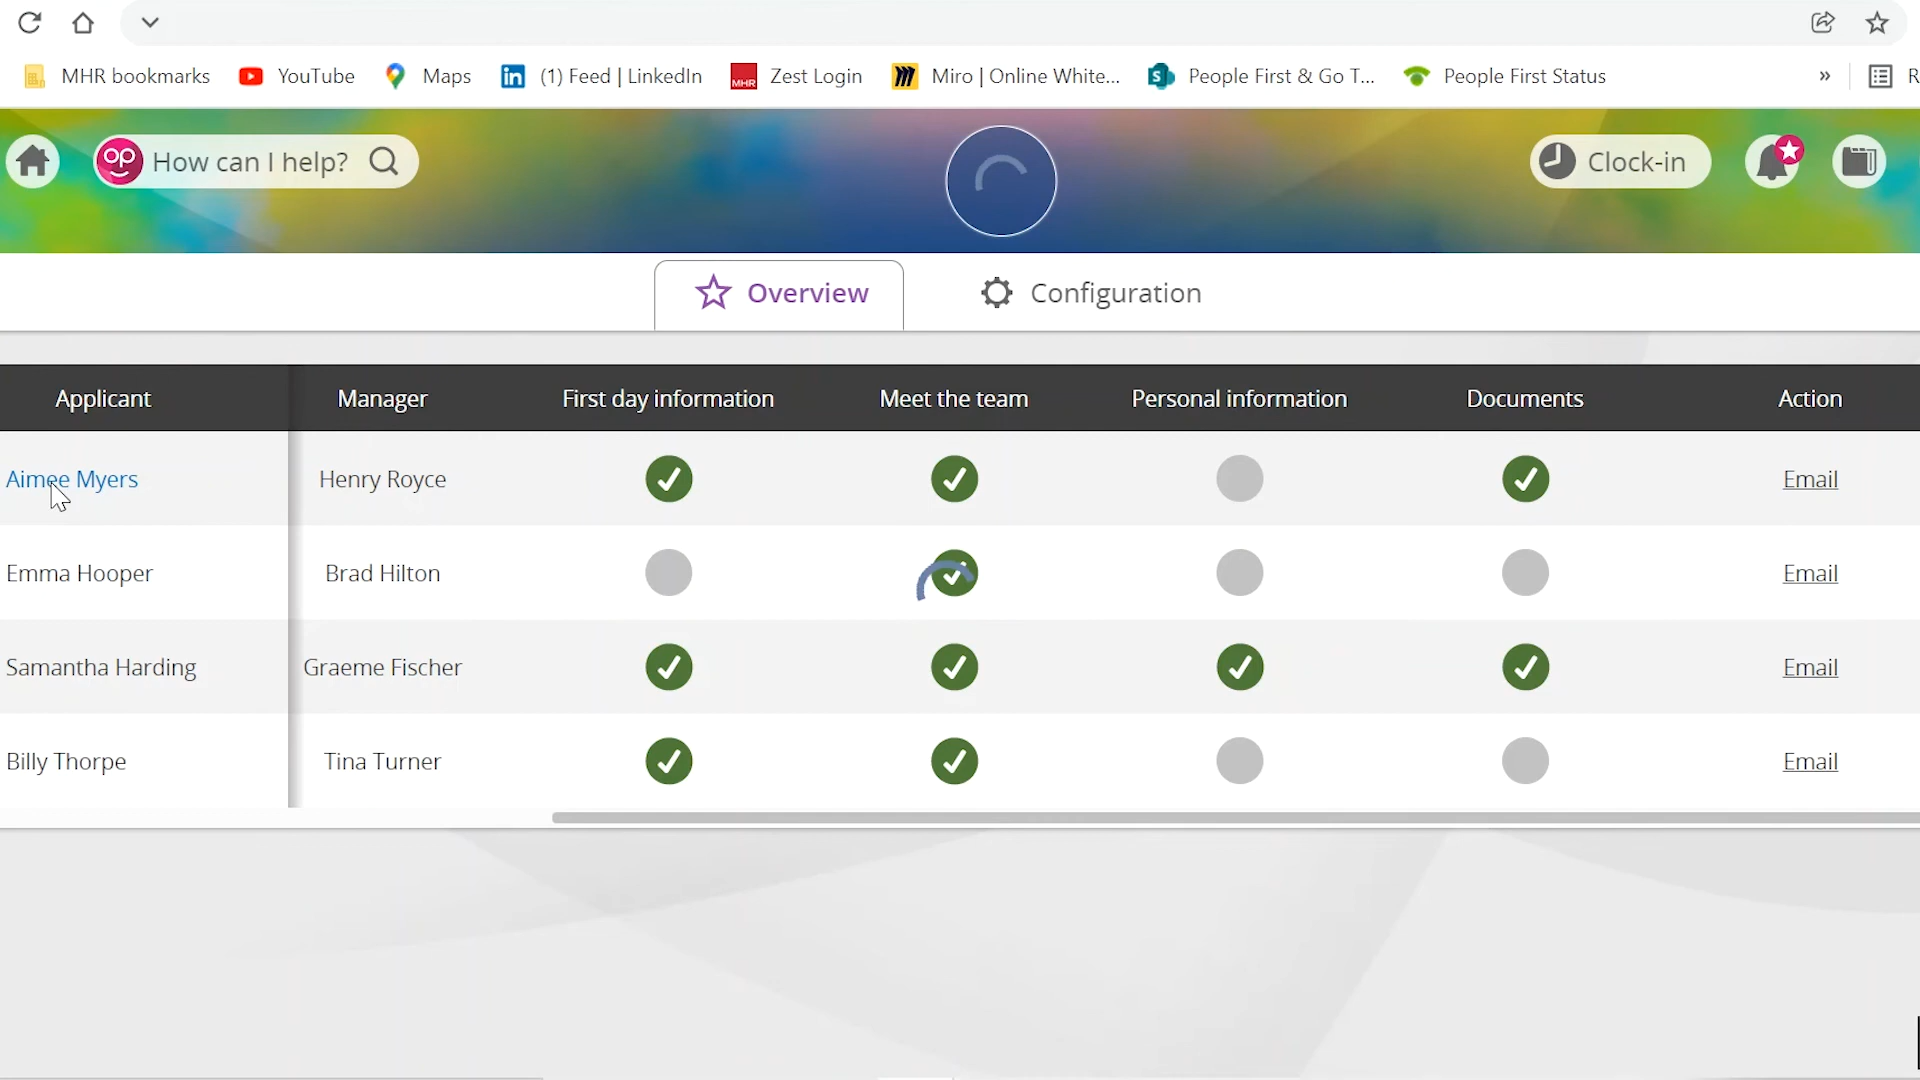 MHR bookmarks YouTube Maps (1) Feed | LinkedIn Zest Login Miro | Online White... People First & Go T... People First Status » R
How can I help? Clock-in
Overview Configuration
Applicant Manager First day information Meet the team Personal information Documents Action
Aimee Myers Henry Royce Email
Emma Hooper Brad Hilton Email
Samantha Harding Graeme Fischer Email
Billy Thorpe Tina Turner Email